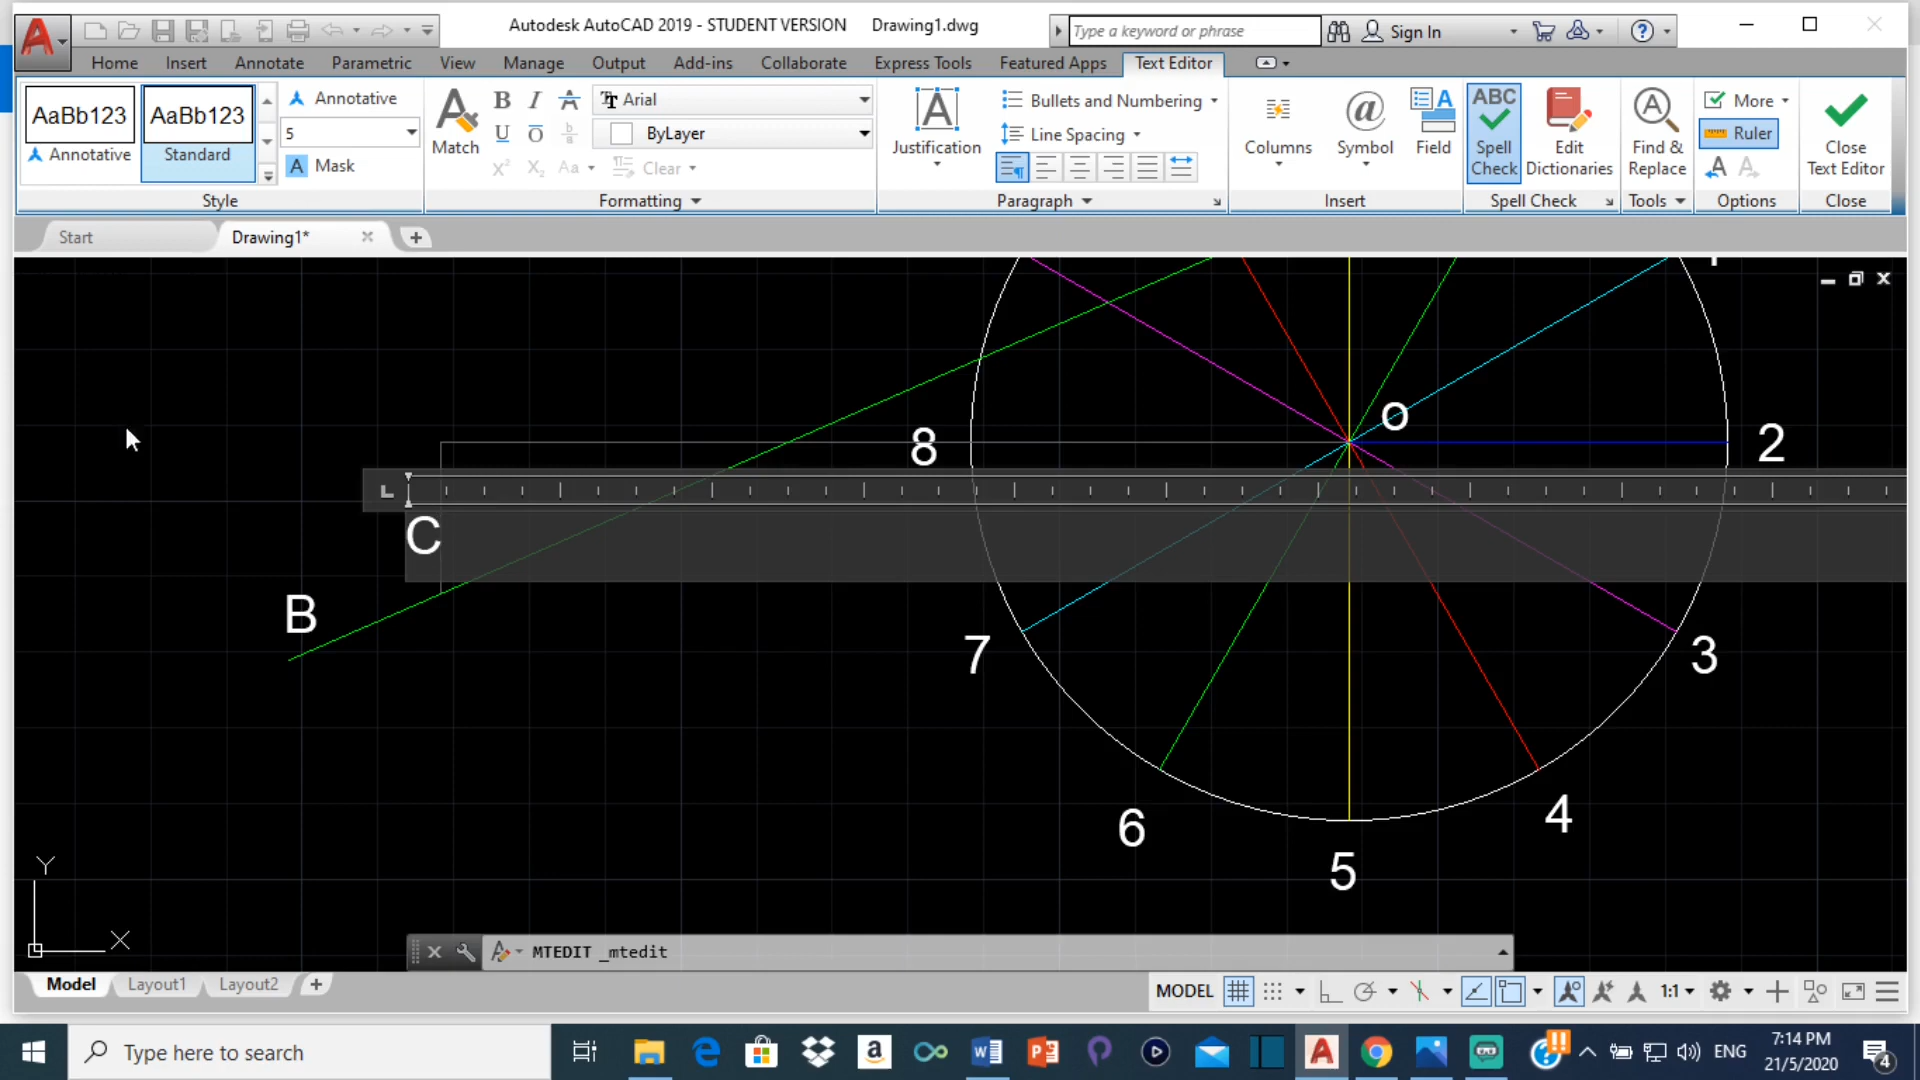 Autodesk AutoCAD 2019 - STUDENT VERSION Drawing1.dwg
Type a keyword or phrase
Sign In
Home Insert Annotate Parametric View Manage Output Add-ins Collaborate Express Tools Featured Apps Text Editor
AaBb123 AaBb123
Annotative Standard
Annotative
5
A Mask
Style
Match
B I A
U O
X² X₂ Aa Clear
Arial
ByLayer
Formatting
Justification
Bullets and Numbering
Line Spacing
Paragraph
Columns Symbol Field
Insert
ABC
Spell Check
Edit Dictionaries
Spell Check
Find & Replace
Tools
More
Ruler
Options
Close Text Editor
Close
Start Drawing1*
O
8
2
C
B
7
3
6
4
5
Y
X
MTEDIT _mtedit
Model Layout1 Layout2
MODEL 1:1
Type here to search
ENG
7:14 PM
21/5/2020
4